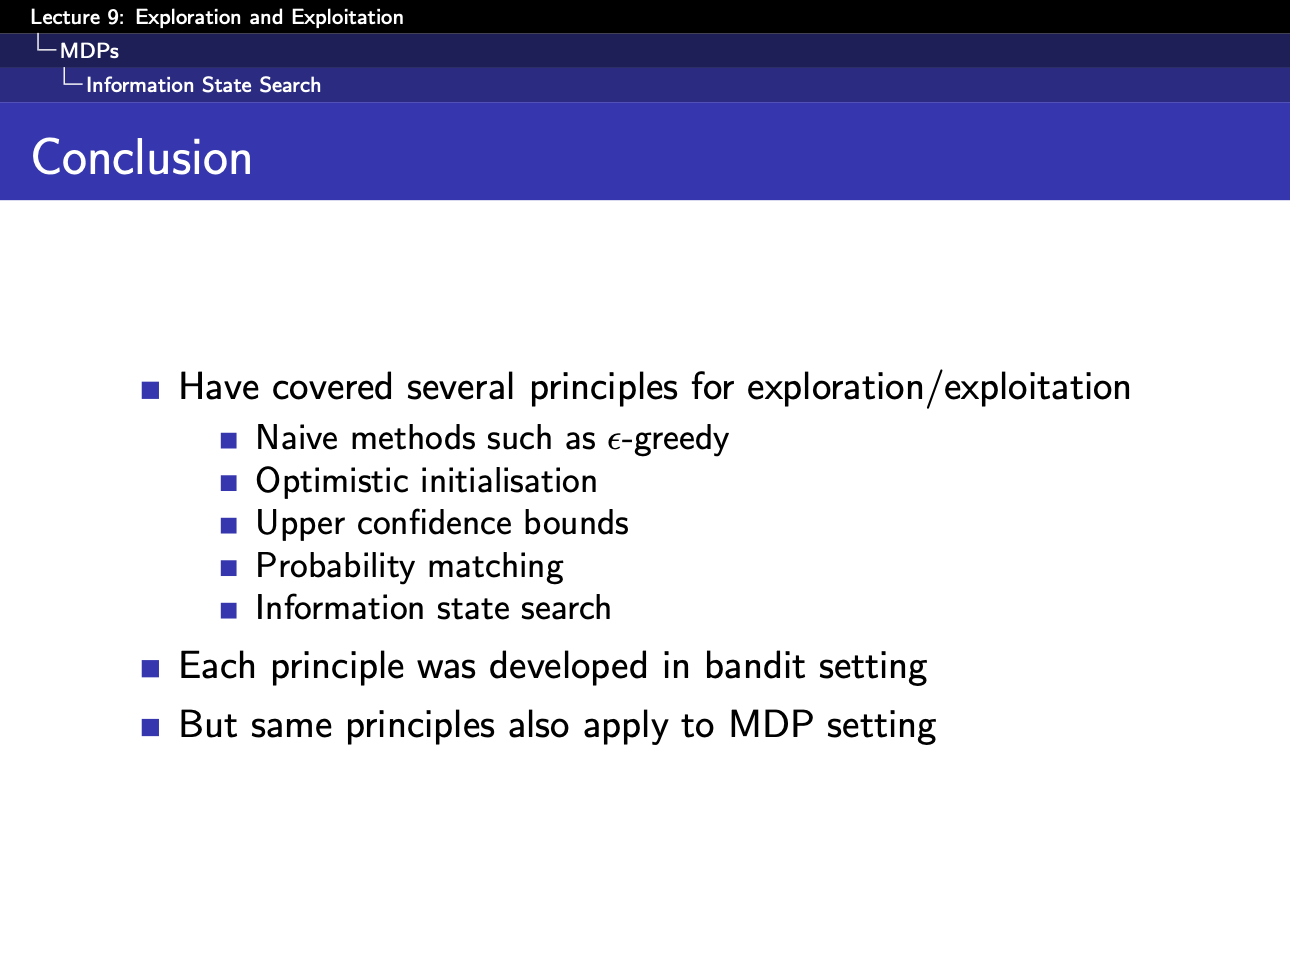 Lecture 9: Exploration and Exploitation
MDPs
Information State Search
Conclusion
Have covered several principles for exploration/exploitation
Naive methods such as ϵ-greedy
Optimistic initialisation
Upper confidence bounds
Probability matching
Information state search
Each principle was developed in bandit setting
But same principles also apply to MDP setting